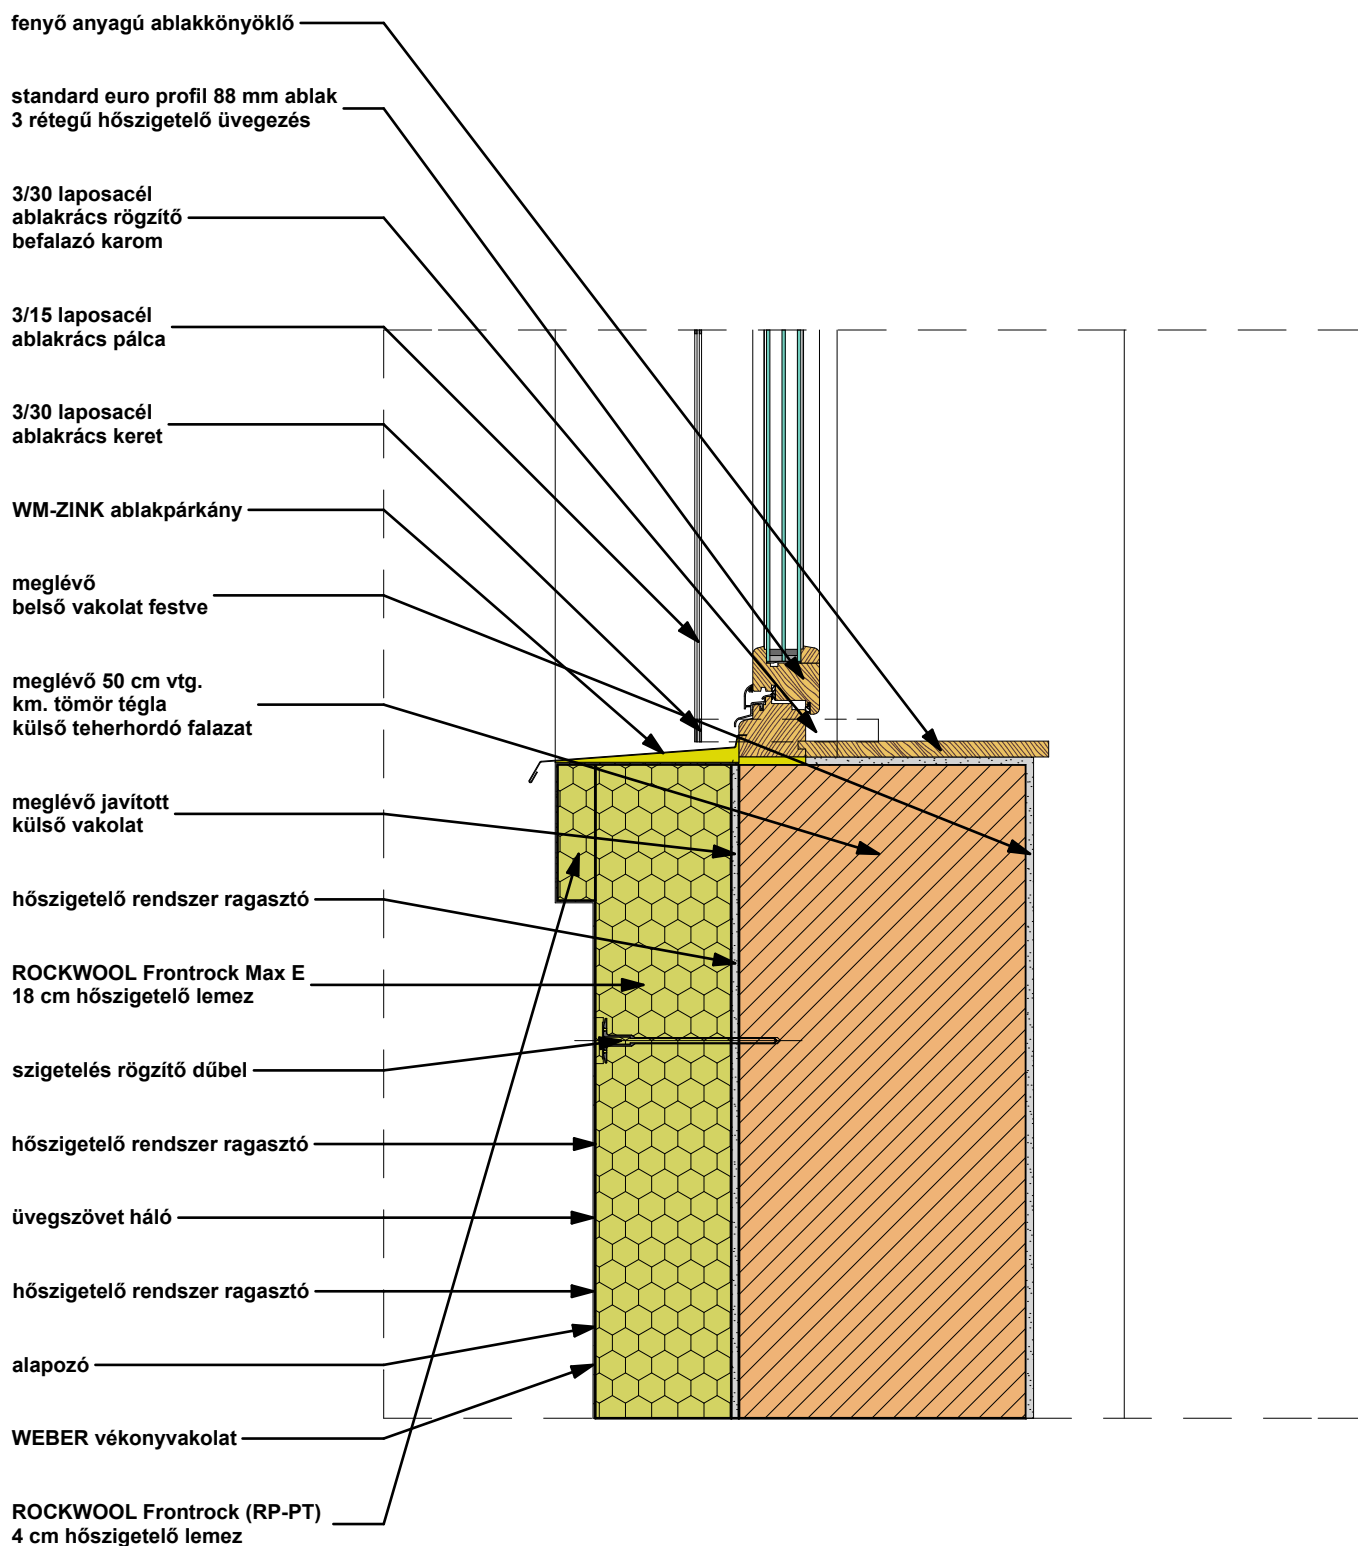 fenyő anyagú ablakkönyöklő
standard euro profil 88 mm ablak
3 rétegű hőszigetelő üvegezés
3/30 laposacél
ablakrács rögzítő
befalazó karom
3/15 laposacél
ablakrács pálca
3/30 laposacél
ablakrács keret
WM-ZINK ablakpárkány
meglévő
belső vakolat festve
meglévő 50 cm vtg.
km. tömör tégla
külső teherhordó falazat
meglévő javított
külső vakolat
hőszigetelő rendszer ragasztó
ROCKWOOL Frontrock Max E
18 cm hőszigetelő lemez
szigetelés rögzítő dűbel
hőszigetelő rendszer ragasztó
üvegszövet háló
hőszigetelő rendszer ragasztó
alapozó
WEBER vékonyvakolat
ROCKWOOL Frontrock (RP-PT)
4 cm hőszigetelő lemez